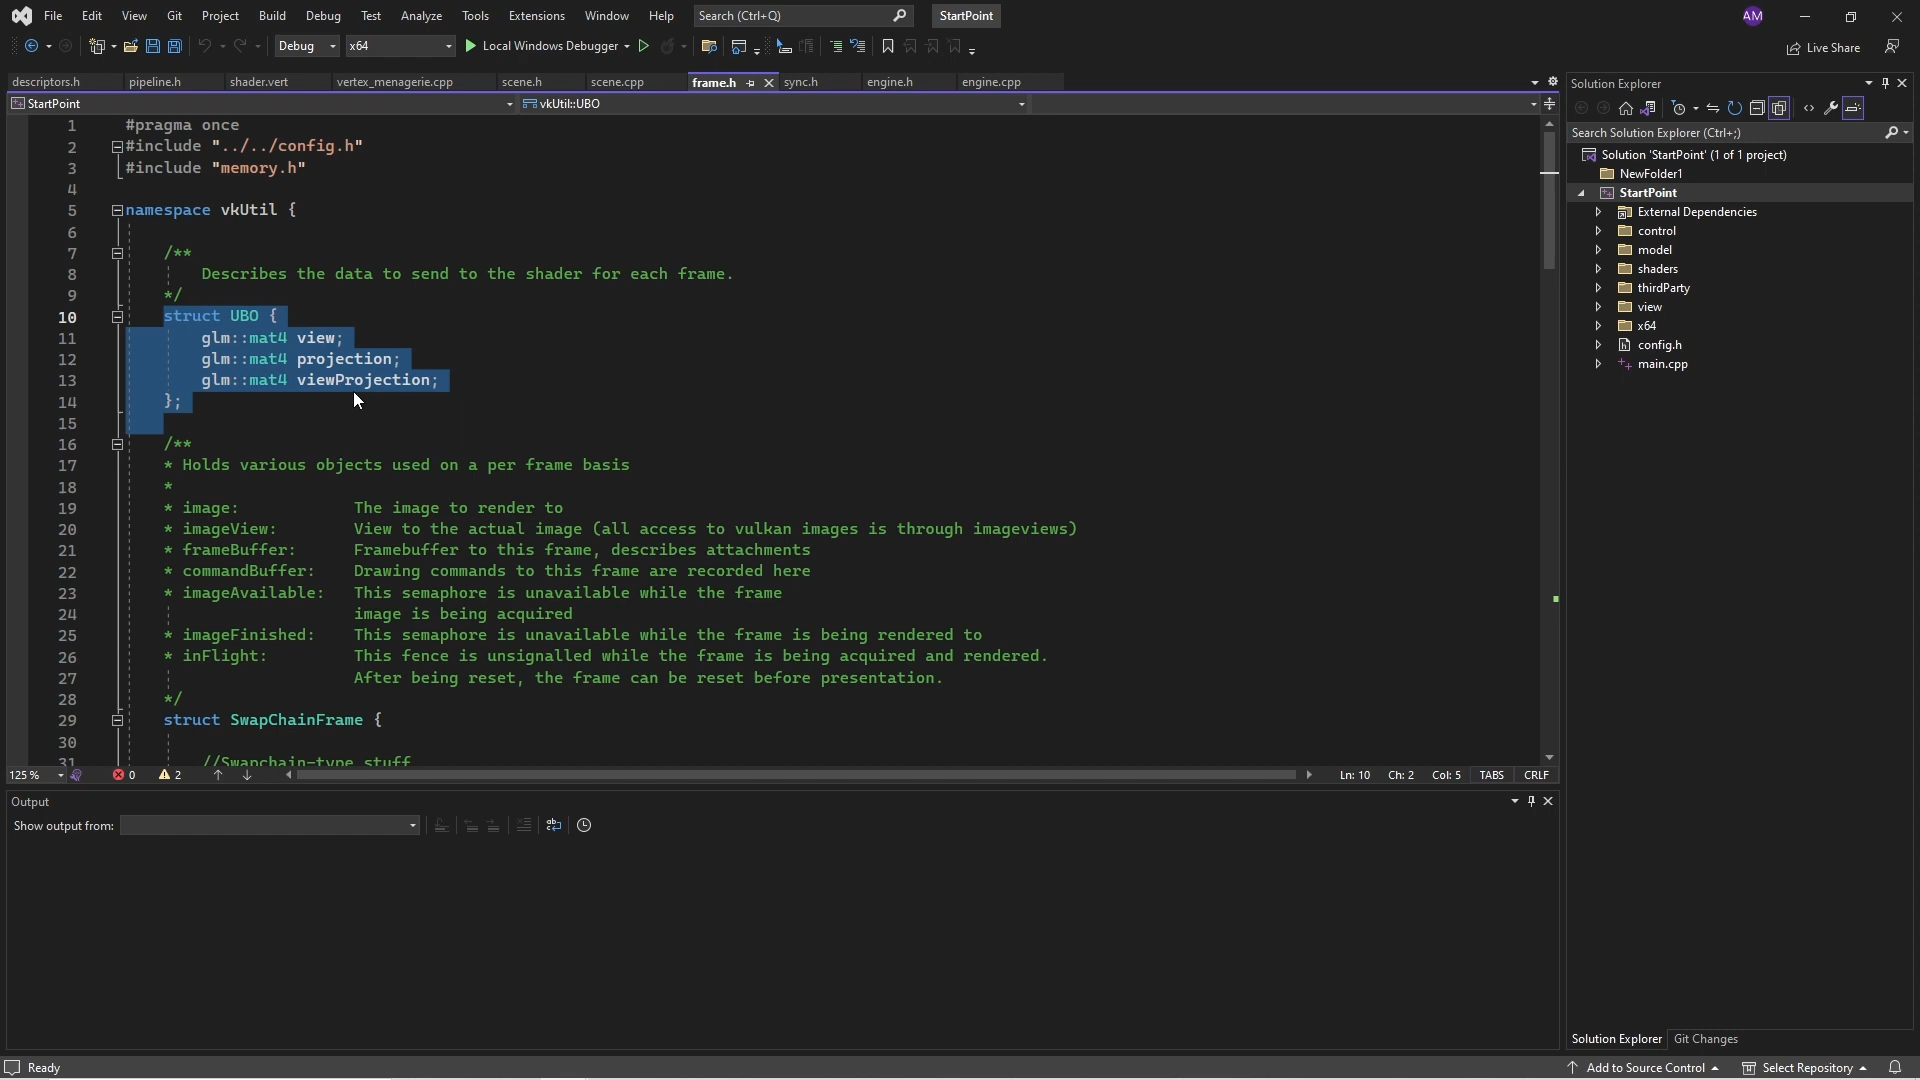 File Edit View Git Project Build Debug Test Analyze Tools Extensions Window Help Search (Ctrl+Q) StartPoint AM
Debug x64 Local Windows Debugger Live Share
descriptors.h pipeline.h shader.vert vertex_menagerie.cpp scene.h scene.cpp frame.h sync.h engine.h engine.cpp
StartPoint vkUtil::UBO
1 #pragma once
2 #include "../../config.h"
3 #include "memory.h"
4
5 namespace vkUtil {
6
7 /**
8 Describes the data to send to the shader for each frame.
9 */
10 struct UBO {
11 glm::mat4 view;
12 glm::mat4 projection;
13 glm::mat4 viewProjection;
14 };
15
16 /**
17 * Holds various objects used on a per frame basis
18 *
19 * image: The image to render to
20 * imageView: View to the actual image (all access to vulkan images is through imageviews)
21 * frameBuffer: Framebuffer to this frame, describes attachments
22 * commandBuffer: Drawing commands to this frame are recorded here
23 * imageAvailable: This semaphore is unavailable while the frame
24 image is being acquired
25 * imageFinished: This semaphore is unavailable while the frame is being rendered to
26 * inFlight: This fence is unsignalled while the frame is being acquired and rendered.
27 After being reset, the frame can be reset before presentation.
28 */
29 struct SwapChainFrame {
30
31 //Swapchain-type stuff
125 % 0 2 Ln: 10 Ch: 2 Col: 5 TABS CRLF
Output
Show output from:
Solution Explorer
Search Solution Explorer (Ctrl+;)
Solution 'StartPoint' (1 of 1 project)
NewFolder1
StartPoint
External Dependencies
control
model
shaders
thirdParty
view
x64
config.h
main.cpp
Solution Explorer Git Changes
Ready Add to Source Control Select Repository